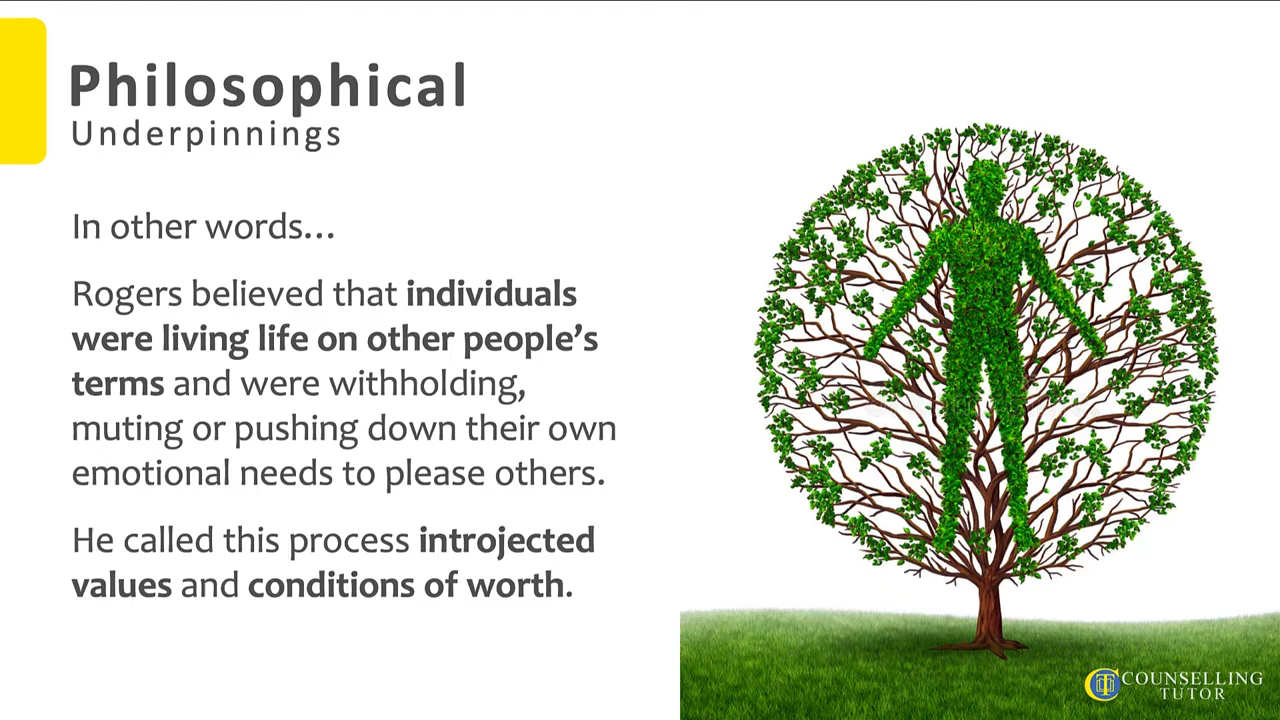 Philosophical
Underpinnings
In other words…
Rogers believed that individuals
were living life on other people’s
terms and were withholding,
muting or pushing down their own
emotional needs to please others.
He called this process introjected
values and conditions of worth.
COUNSELLING
TUTOR